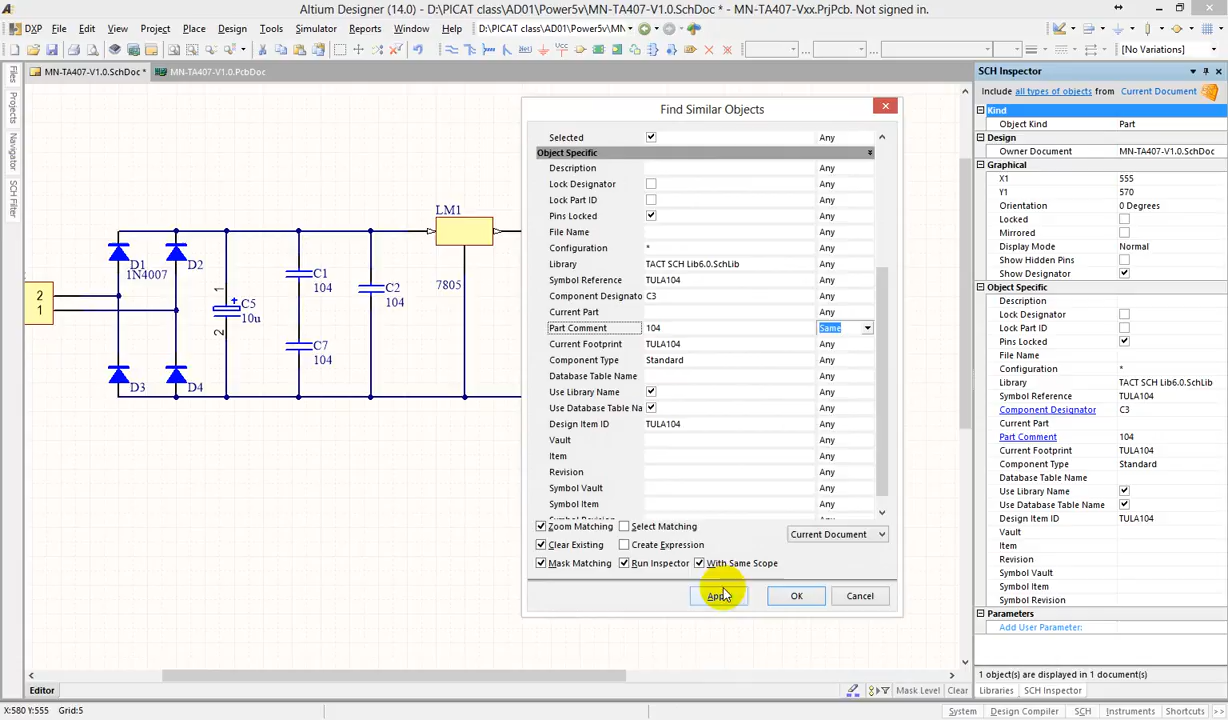 Altium Designer (14.0) - D:\PICAT class\AD01\Power5v\MN-TA407-V1.0.SchDoc * - MN-TA407-Vxx.PrjPcb. Not signed in.
DXP File Edit View Project Place Design Tools Simulator Reports Window Help D:\PICAT class\AD01\Power5v\MN
[No Variations]
MN-TA407-V1.0.SchDoc * MN-TA407-V1.0.PcbDoc
Files
Projects
Navigator
SCH Filter
LM1
D1
1N4007
D2
2
1
1
C5
10u
2
C1
104
C2
104
7805
C7
104
D3
D4
Find Similar Objects
Selected Any
Object Specific
Description Any
Lock Designator Any
Lock Part ID Any
Pins Locked Any
File Name Any
Configuration * Any
Library TACT SCH Lib6.0.SchLib Any
Symbol Reference TULA104 Any
Component Designato C3 Any
Current Part Any
Part Comment 104 Same
Current Footprint TULA104 Any
Component Type Standard Any
Database Table Name Any
Use Library Name Any
Use Database Table Na Any
Design Item ID TULA104 Any
Vault Any
Item Any
Revision Any
Symbol Vault Any
Symbol Item Any
Zoom Matching Select Matching Current Document
Clear Existing Create Expression
Mask Matching Run Inspector With Same Scope
Apply OK Cancel
SCH Inspector
Include all types of objects from Current Document
Kind
Object Kind Part
Design
Owner Document MN-TA407-V1.0.SchDoc
Graphical
X1 555
Y1 570
Orientation 0 Degrees
Locked
Mirrored
Display Mode Normal
Show Hidden Pins
Show Designator
Object Specific
Description
Lock Designator
Lock Part ID
Pins Locked
File Name
Configuration *
Library TACT SCH Lib6.0.SchLib
Symbol Reference TULA104
Component Designator C3
Current Part
Part Comment 104
Current Footprint TULA104
Component Type Standard
Database Table Name
Use Library Name
Use Database Table Name
Design Item ID TULA104
Vault
Item
Revision
Symbol Vault
Symbol Item
Symbol Revision
Parameters
Add User Parameter:
1 object(s) are displayed in 1 document(s)
Editor Mask Level Clear Libraries SCH Inspector
X:580 Y:555 Grid:5 System Design Compiler SCH Instruments Shortcuts >>